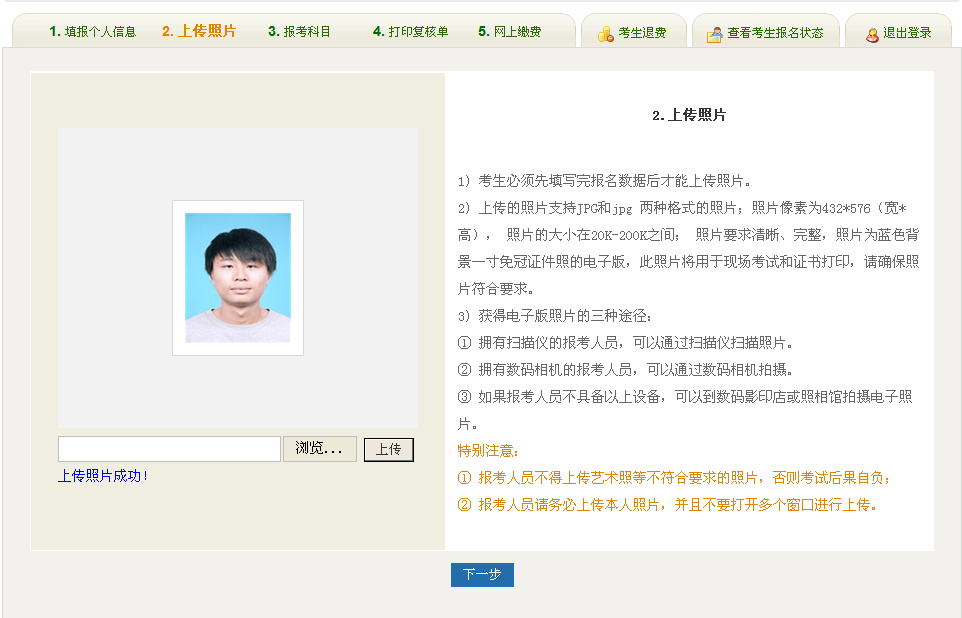 1. 填报个人信息 2. 上传照片 3. 报考科目 4. 打印复核单 5. 网上缴费 考生退费 查看考生报名状态 退出登录
浏览... 上传
上传照片成功!
2.上传照片
1) 考生必须先填写完报名数据后才能上传照片。
2) 上传的照片支持JPG和jpg 两种格式的照片; 照片像素为432*576（宽*
高）， 照片的大小在20K-200K之间; 照片要求清晰、完整，照片为蓝色背
景一寸免冠证件照的电子版，此照片将用于现场考试和证书打印，请确保照
片符合要求。
3) 获得电子版照片的三种途径:
① 拥有扫描仪的报考人员，可以通过扫描仪扫描照片。
② 拥有数码相机的报考人员，可以通过数码相机拍摄。
③ 如果报考人员不具备以上设备，可以到数码影印店或照相馆拍摄电子照
片。
特别注意:
① 报考人员不得上传艺术照等不符合要求的照片，否则考试后果自负;
② 报考人员请务必上传本人照片，并且不要打开多个窗口进行上传。
下一步